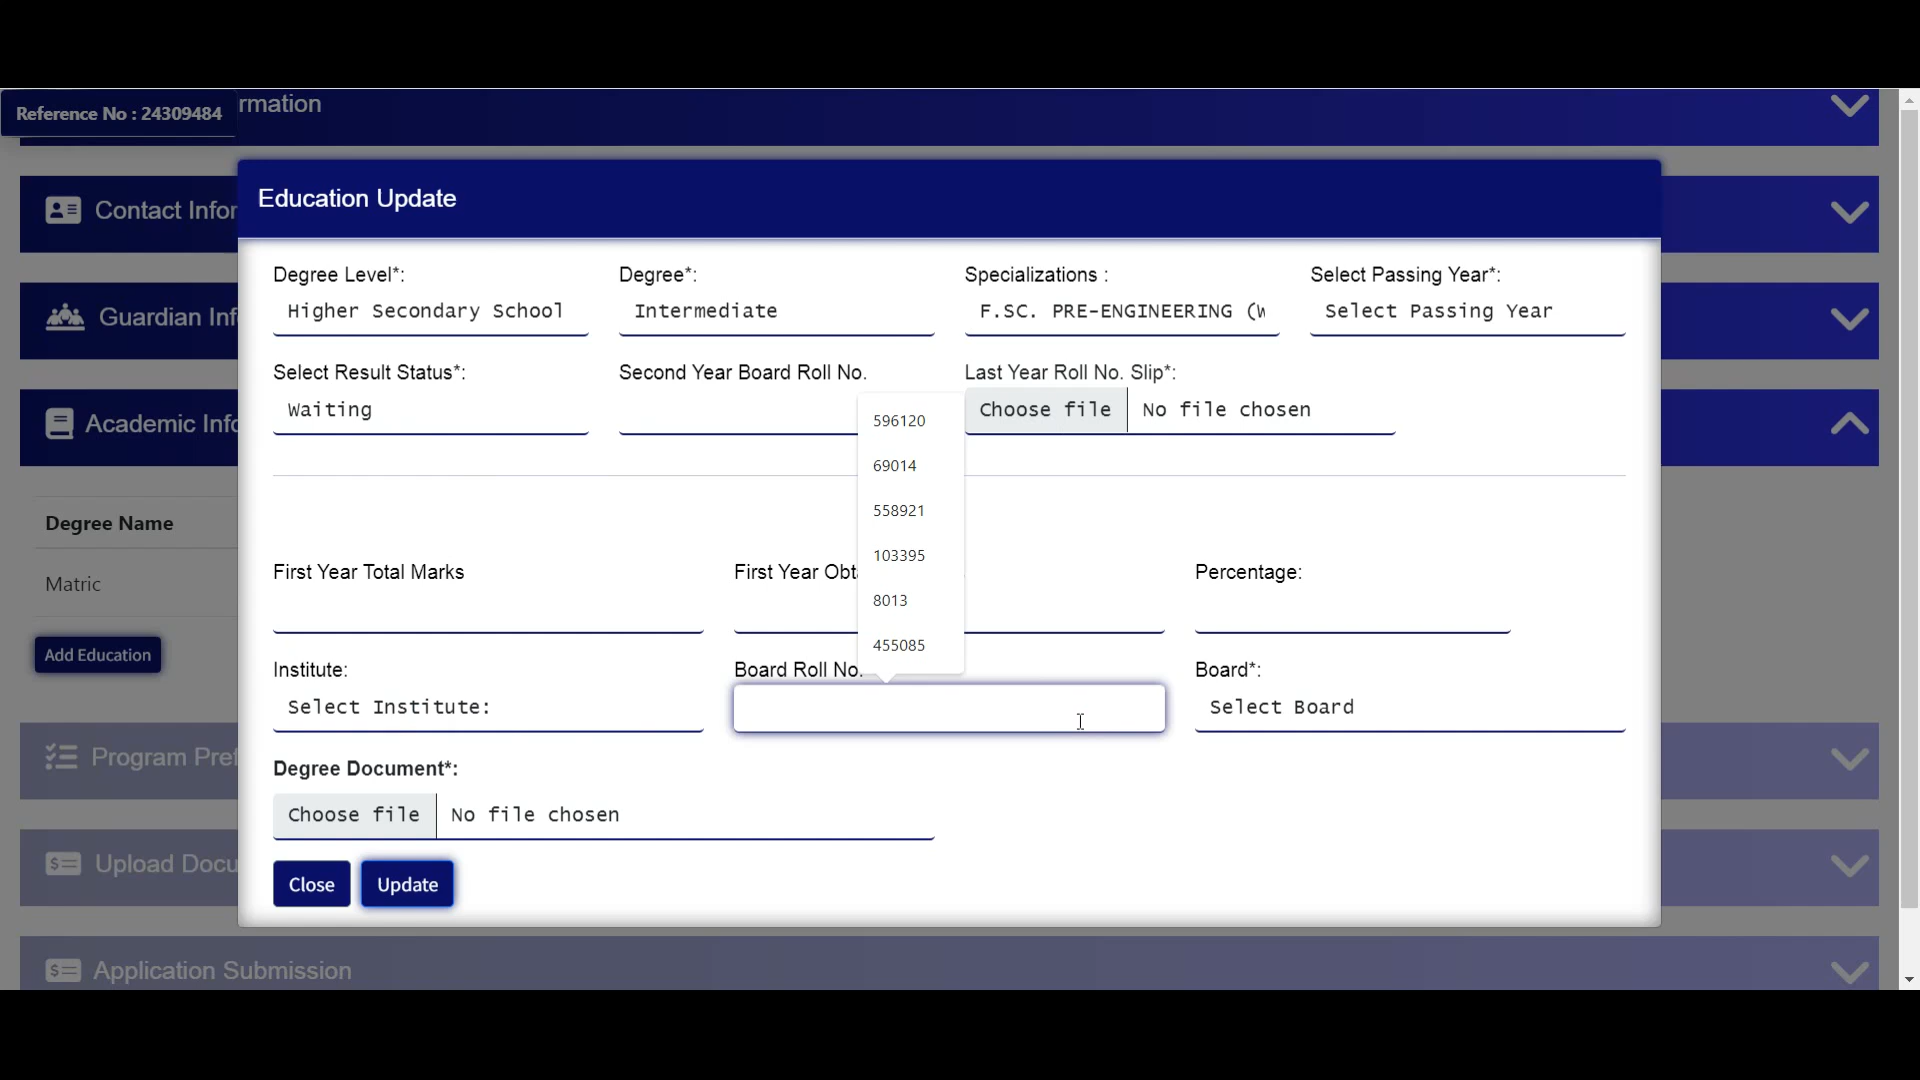 Reference No : 24309484
rmation
Contact Infor
Guardian Inf
Academic Info
Degree Name
Matric
Add Education
Program Pref
Upload Docu
Application Submission
Education Update
Degree Level*: Degree*: Specializations : Select Passing Year*:
Higher Secondary School Intermediate F.SC. PRE-ENGINEERING (W Select Passing Year
Select Result Status*: Second Year Board Roll No. Last Year Roll No. Slip*:
Waiting Choose file No file chosen
596120
69014
558921
103395
8013
455085
First Year Total Marks First Year Obta Percentage:
Institute: Board Roll No. Board*:
Select Institute: Select Board
Degree Document*:
Choose file No file chosen
Close Update